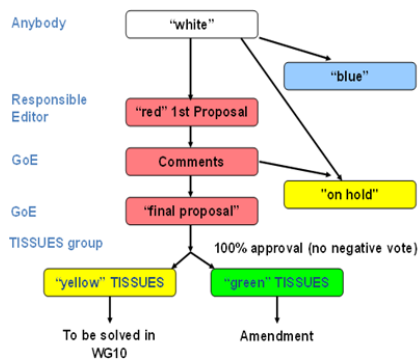 Anybody
"white"
"blue"
Responsible
Editor
"red" 1st Proposal
GoE
Comments
"on hold"
GoE
"final proposal"
TISSUES group
100% approval (no negative vote)
"yellow" TISSUES
"green" TISSUES
To be solved in
WG10
Amendment